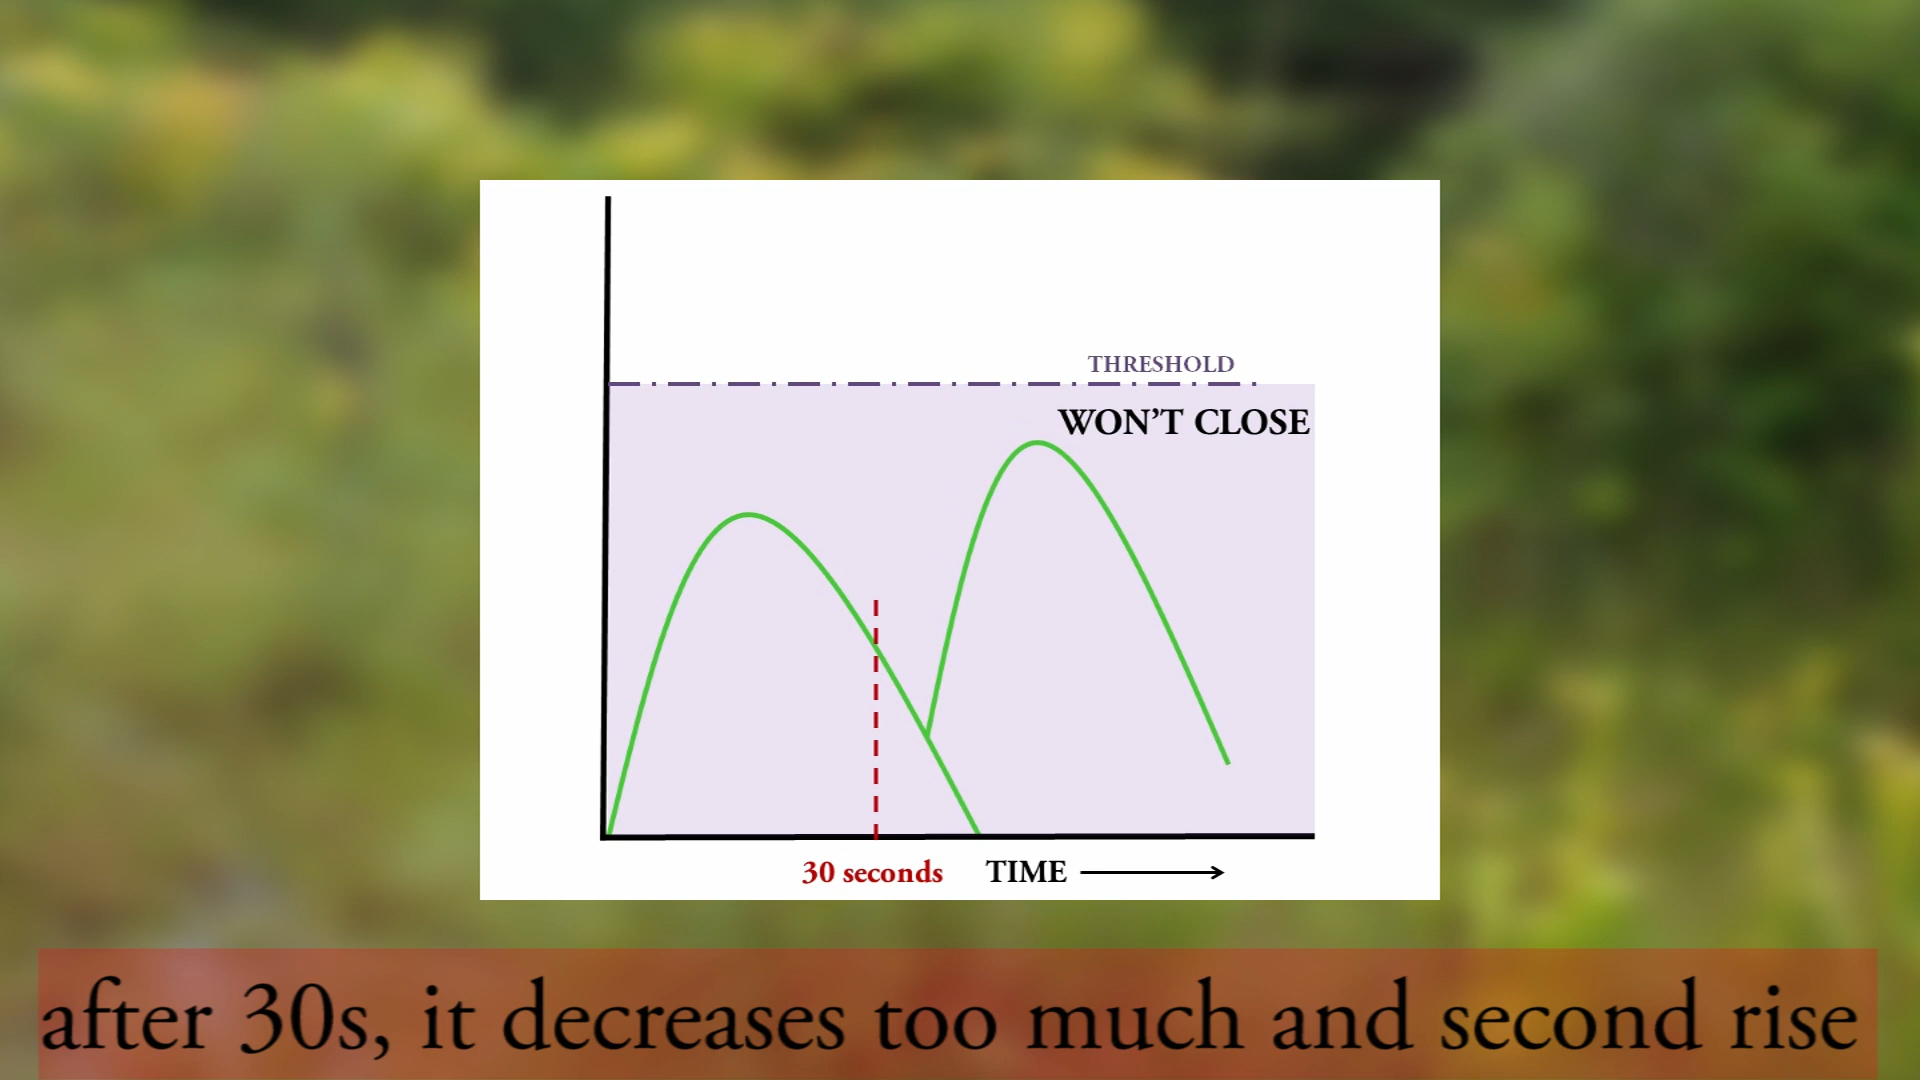 THRESHOLD
WON'T CLOSE
30 seconds TIME
after 30s, it decreases too much and second rise